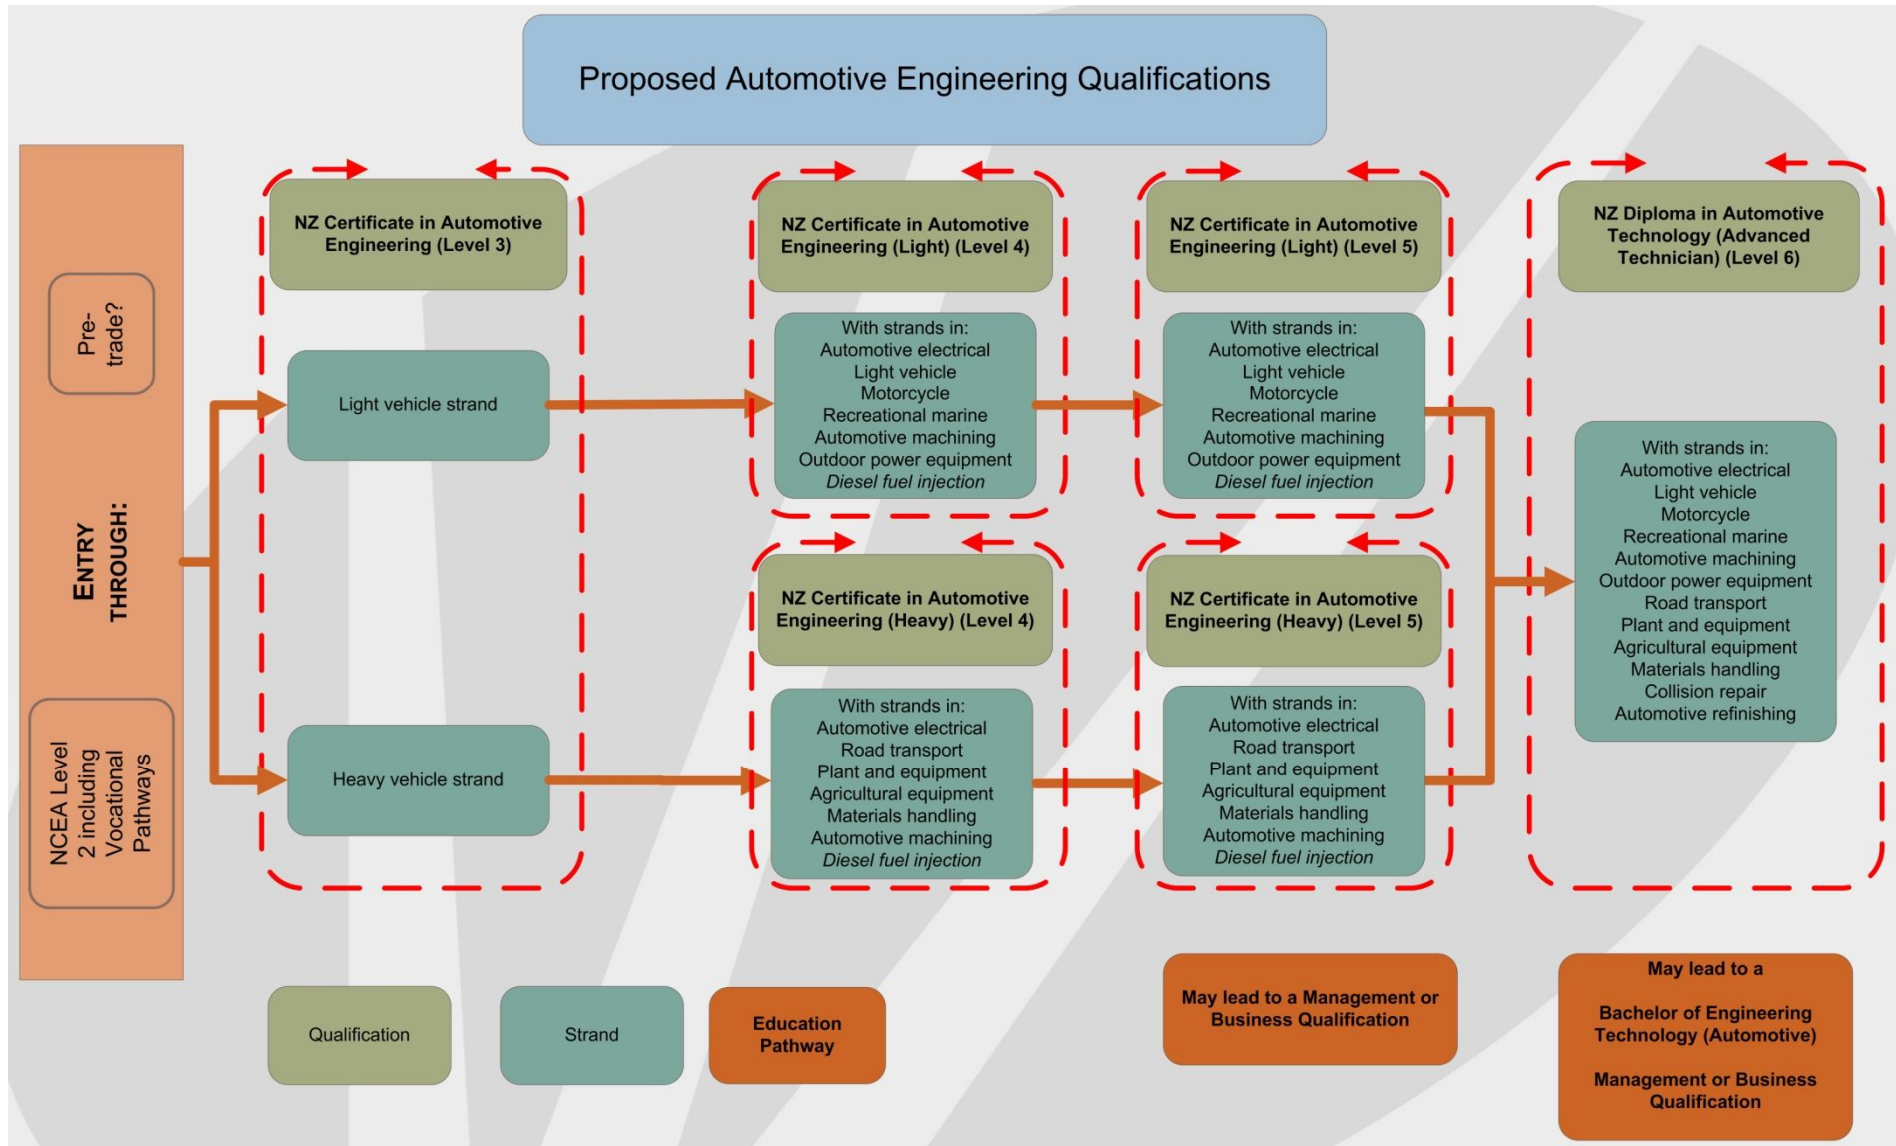 Proposed Automotive Engineering Qualifications
Pre-
trade?
ENTRY
THROUGH:
NCEA Level
2 including
Vocational
Pathways
NZ Certificate in Automotive
Engineering (Level 3)
Light vehicle strand
Heavy vehicle strand
NZ Certificate in Automotive
Engineering (Light) (Level 4)
With strands in:
Automotive electrical
Light vehicle
Motorcycle
Recreational marine
Automotive machining
Outdoor power equipment
Diesel fuel injection
NZ Certificate in Automotive
Engineering (Heavy) (Level 4)
With strands in:
Automotive electrical
Road transport
Plant and equipment
Agricultural equipment
Materials handling
Automotive machining
Diesel fuel injection
NZ Certificate in Automotive
Engineering (Light) (Level 5)
With strands in:
Automotive electrical
Light vehicle
Motorcycle
Recreational marine
Automotive machining
Outdoor power equipment
Diesel fuel injection
NZ Certificate in Automotive
Engineering (Heavy) (Level 5)
With strands in:
Automotive electrical
Road transport
Plant and equipment
Agricultural equipment
Materials handling
Automotive machining
Diesel fuel injection
NZ Diploma in Automotive
Technology (Advanced
Technician) (Level 6)
With strands in:
Automotive electrical
Light vehicle
Motorcycle
Recreational marine
Automotive machining
Outdoor power equipment
Road transport
Plant and equipment
Agricultural equipment
Materials handling
Collision repair
Automotive refinishing
Qualification
Strand
Education
Pathway
May lead to a Management or
Business Qualification
May lead to a
Bachelor of Engineering
Technology (Automotive)
Management or Business
Qualification